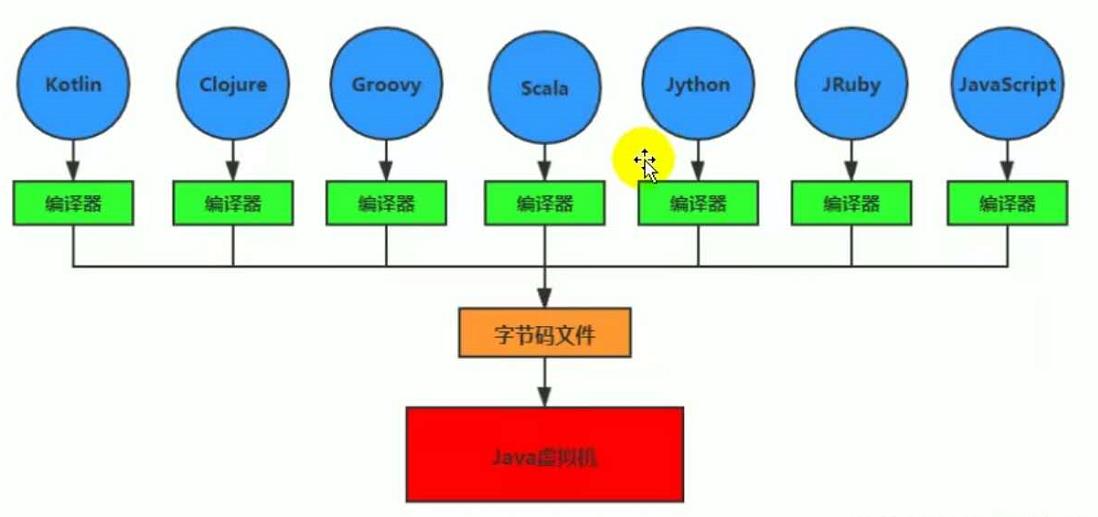 Kotlin
Clojure
Groovy
Scala
Jython
JRuby
JavaScript
编译器
编译器
编译器
编译器
编译器
编译器
编译器
字节码文件
Java虚拟机